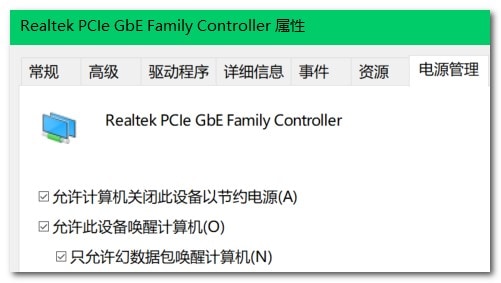 Realtek PCIe GbE Family Controller 属性
常规 高级 驱动程序 详细信息 事件 资源 电源管理
Realtek PCIe GbE Family Controller
允许计算机关闭此设备以节约电源(A)
允许此设备唤醒计算机(O)
只允许幻数据包唤醒计算机(N)